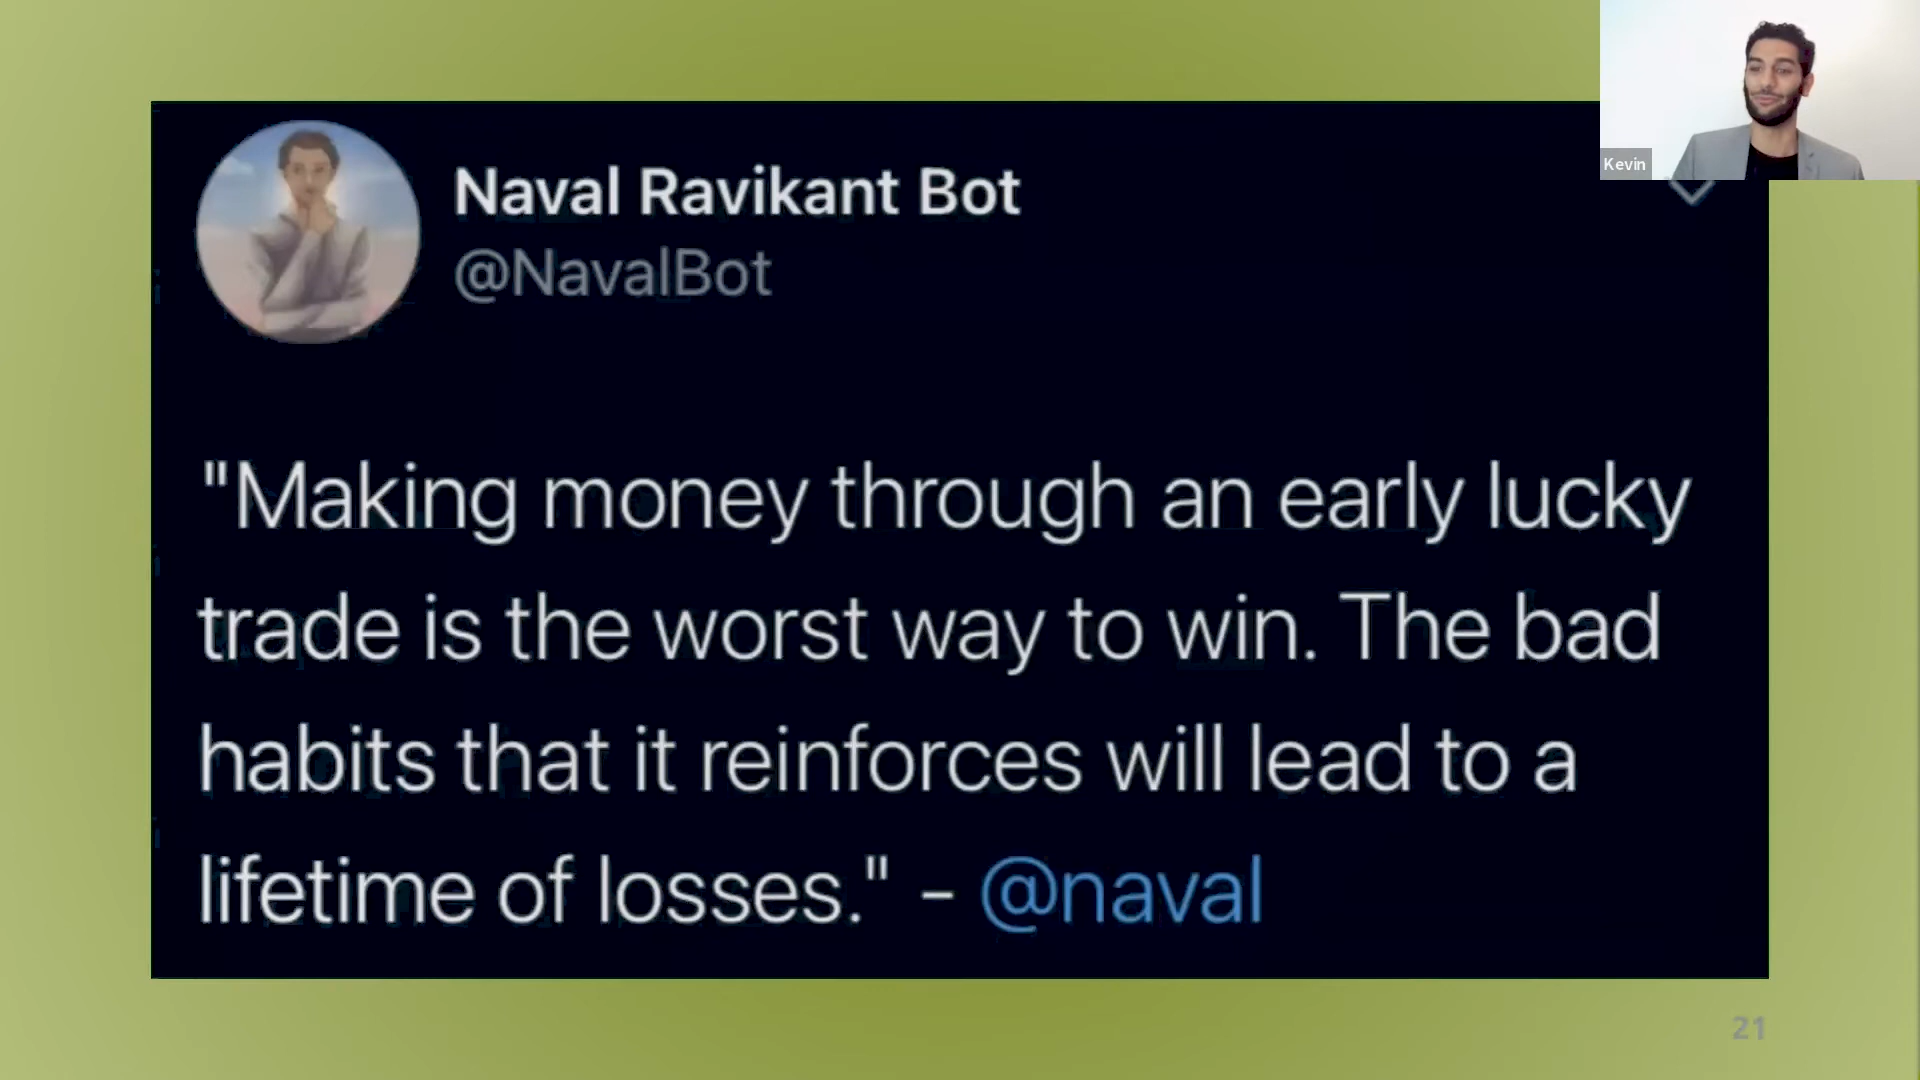 Kevin
Naval Ravikant Bot
@NavalBot
"Making money through an early lucky
trade is the worst way to win. The bad
habits that it reinforces will lead to a
lifetime of losses." - @naval
21